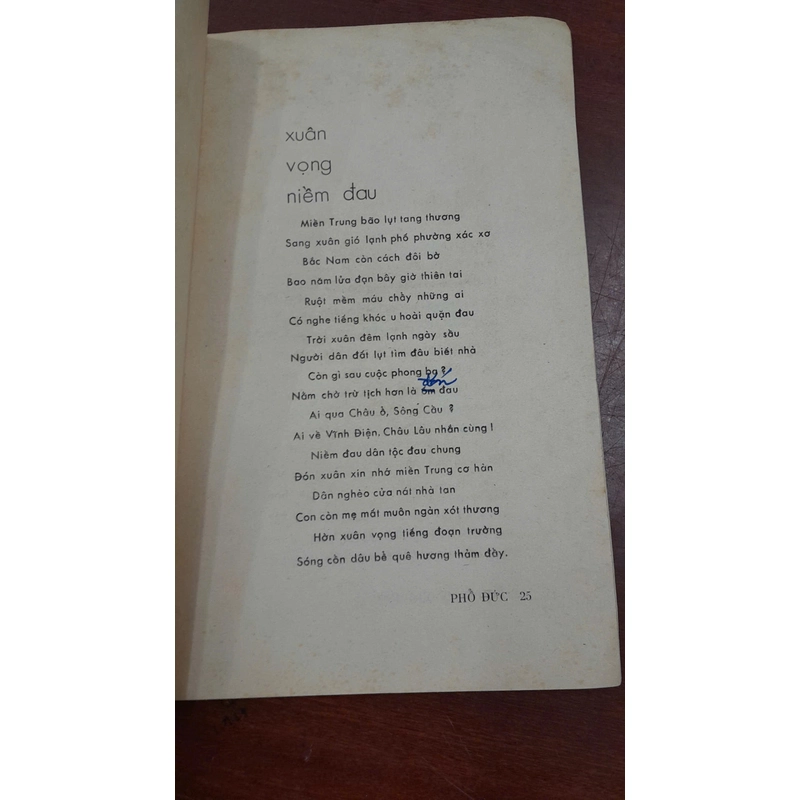 xuân
vọng
niềm đau
Miền Trung bão lụt tang thương
Sang xuân gió lạnh phố phường xác xơ
Bắc Nam còn cách đôi bờ
Bao năm lửa đạn bây giờ thiên tai
Ruột mềm máu chảy những ai
Có nghe tiếng khóc u hoài quặn đau
Trời xuân đêm lạnh ngày sầu
Người dân đất lụt tìm đâu biết nhà
Còn gì sau cuộc phong ba ?
đón
Nằm chờ trừ tịch hơn là ốm đau
Ai qua Châu Ổ, Sông Cầu ?
Ai về Vĩnh Điện, Châu Lâu nhắn cùng !
Niềm đau dân tộc đau chung
Đón xuân xin nhớ miền Trung cơ hàn
Dân nghèo cửa nát nhà tan
Con còn mẹ mất muôn ngàn xót thương
Hờn xuân vọng tiếng đoạn trường
Sóng cồn dâu bể quê hương thảm dầy.
PHỔ ĐỨC 25